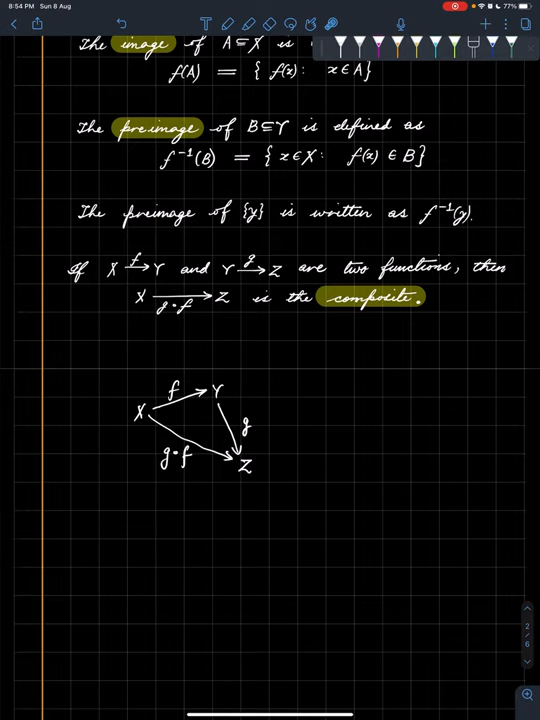 8:54 PM Sun 8 Aug 77%
The image of A ⊆ X is
f(A) = { f(x): x ∈ A}
The preimage of B ⊆ Y is defined as
f⁻¹(B) = { x ∈ X: f(x) ∈ B}
The preimage of {y} is written as f⁻¹(y).
If X →f Y and Y →g Z are two functions, then
X →g∘f Z is the composite.
f
X Y
g
g∘f
Z
2
/
6